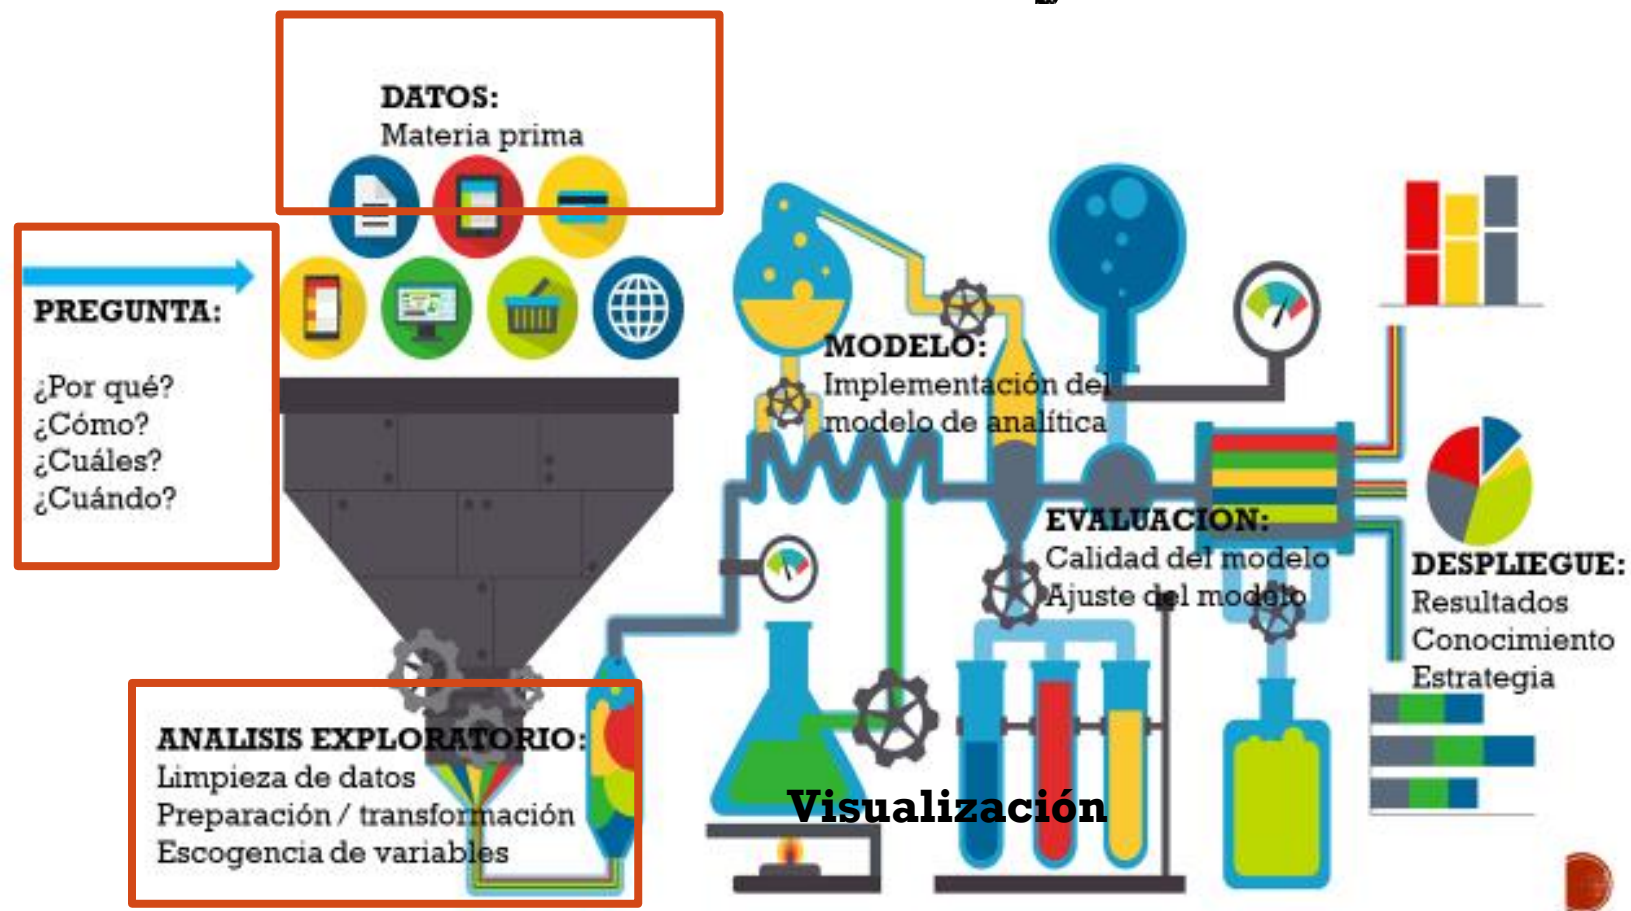 DATOS:
Materia prima
PREGUNTA:
¿Por qué?
¿Cómo?
¿Cuáles?
¿Cuándo?
MODELO:
Implementación del
modelo de analítica
EVALUACION:
Calidad del modelo
Ajuste del modelo
DESPLIEGUE:
Resultados
Conocimiento
Estrategia
ANALISIS EXPLORATORIO:
Limpieza de datos
Preparación / transformación
Escogencia de variables
Visualización